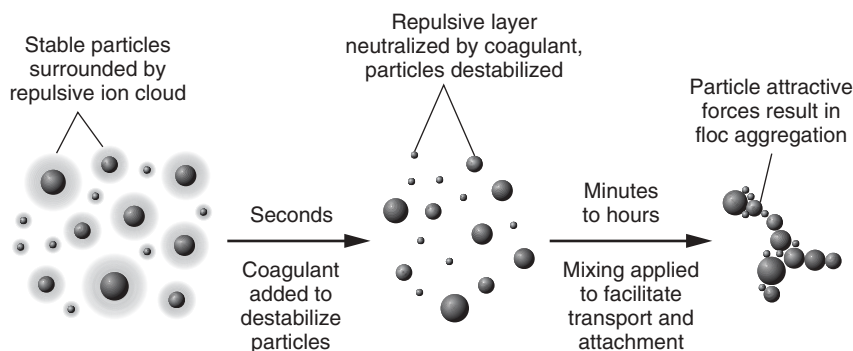 Stable particles
surrounded by
repulsive ion cloud
Repulsive layer
neutralized by coagulant,
particles destabilized
Particle attractive
forces result in
floc aggregation
Seconds
Coagulant
added to
destabilize
particles
Minutes
to hours
Mixing applied
to facilitate
transport and
attachment